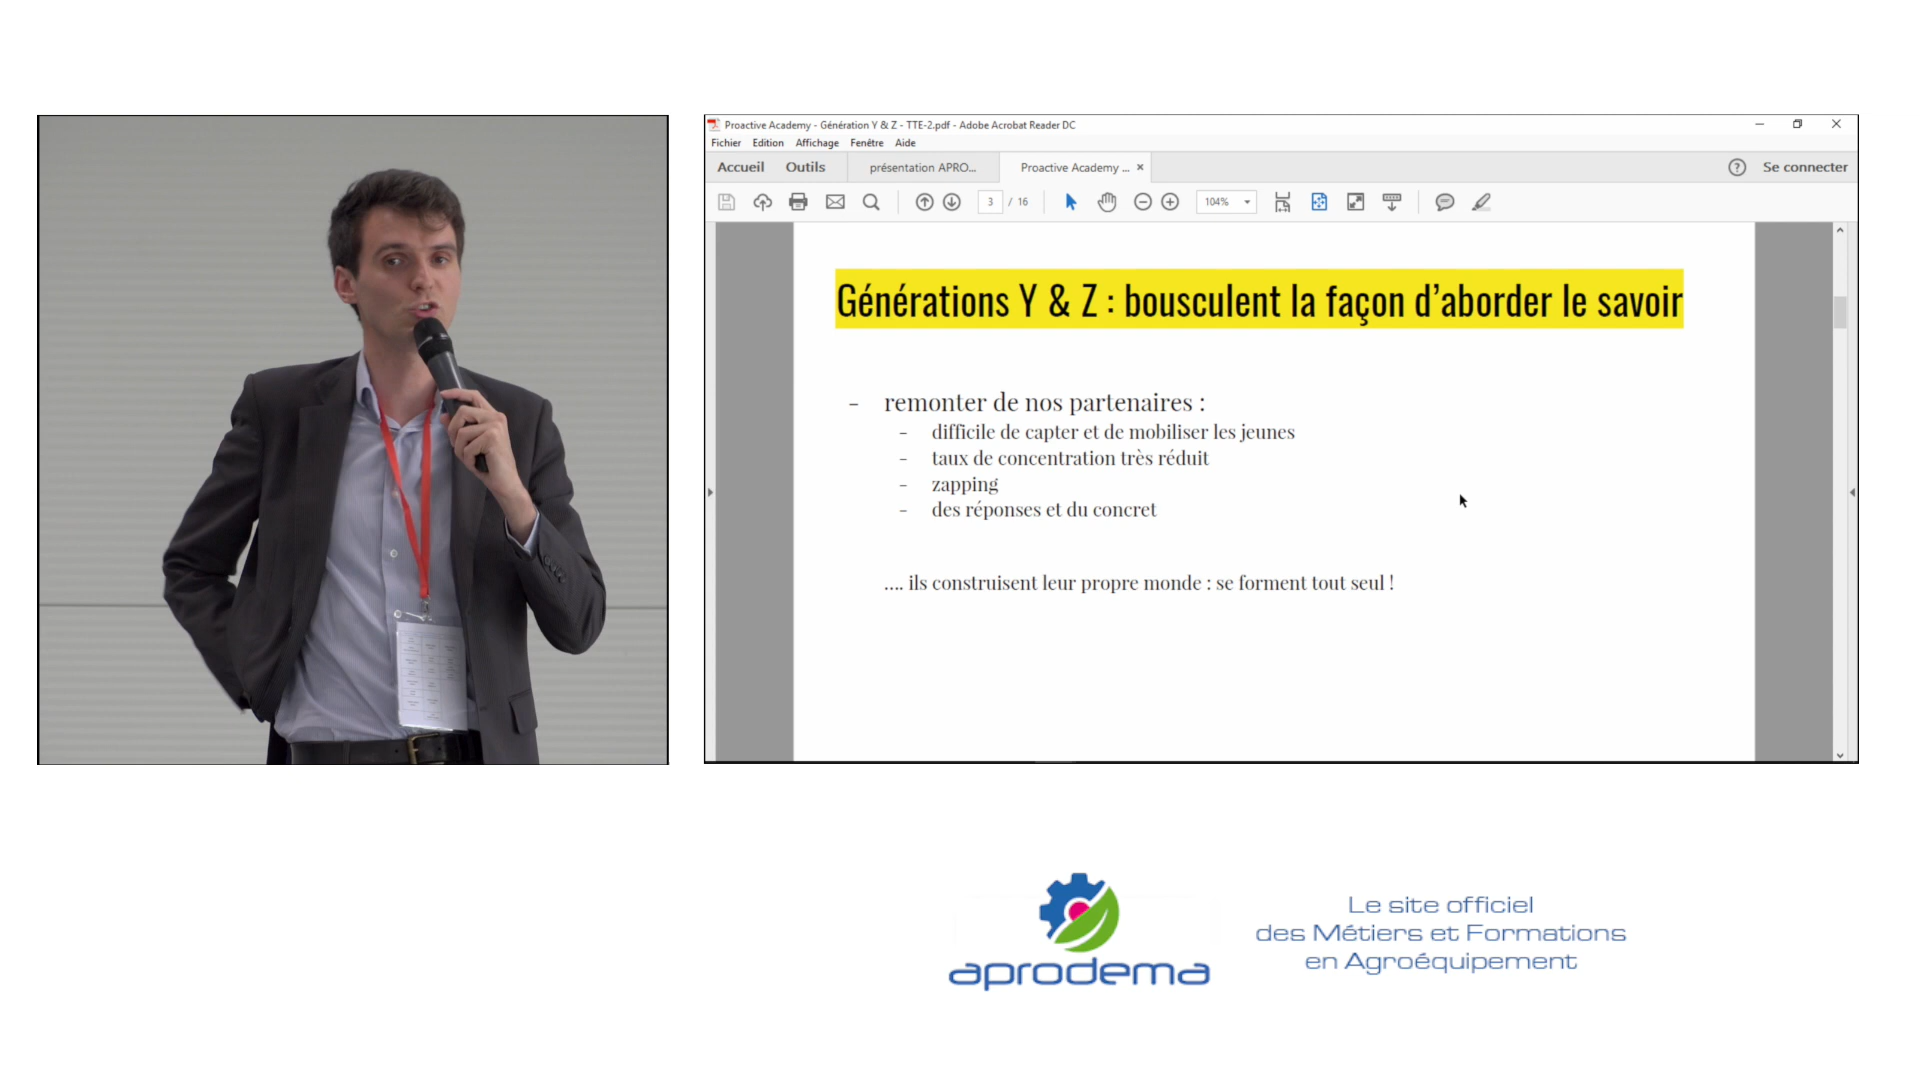 Proactive Academy - Génération Y & Z - TTE-2.pdf - Adobe Acrobat Reader DC
Fichier Edition Affichage Fenêtre Aide
Accueil Outils présentation APRO... Proactive Academy ... × ? Se connecter
3 / 16 104%
Générations Y & Z : bousculent la façon d’aborder le savoir
- remonter de nos partenaires :
- difficile de capter et de mobiliser les jeunes
- taux de concentration très réduit
- zapping
- des réponses et du concret
.... ils construisent leur propre monde : se forment tout seul !
aprodema
Le site officiel
des Métiers et Formations
en Agroéquipement